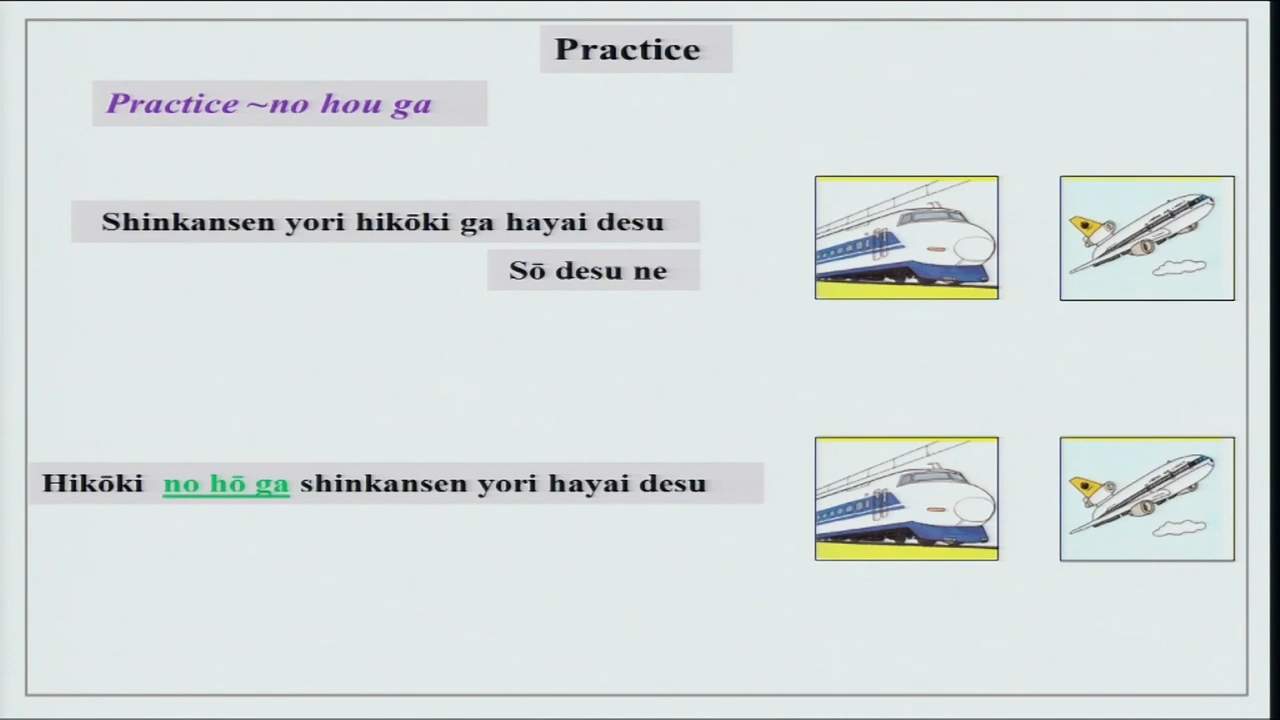 Practice
Practice ~no hou ga
Shinkansen yori hikōki ga hayai desu
Sō desu ne
Hikōki no hō ga shinkansen yori hayai desu